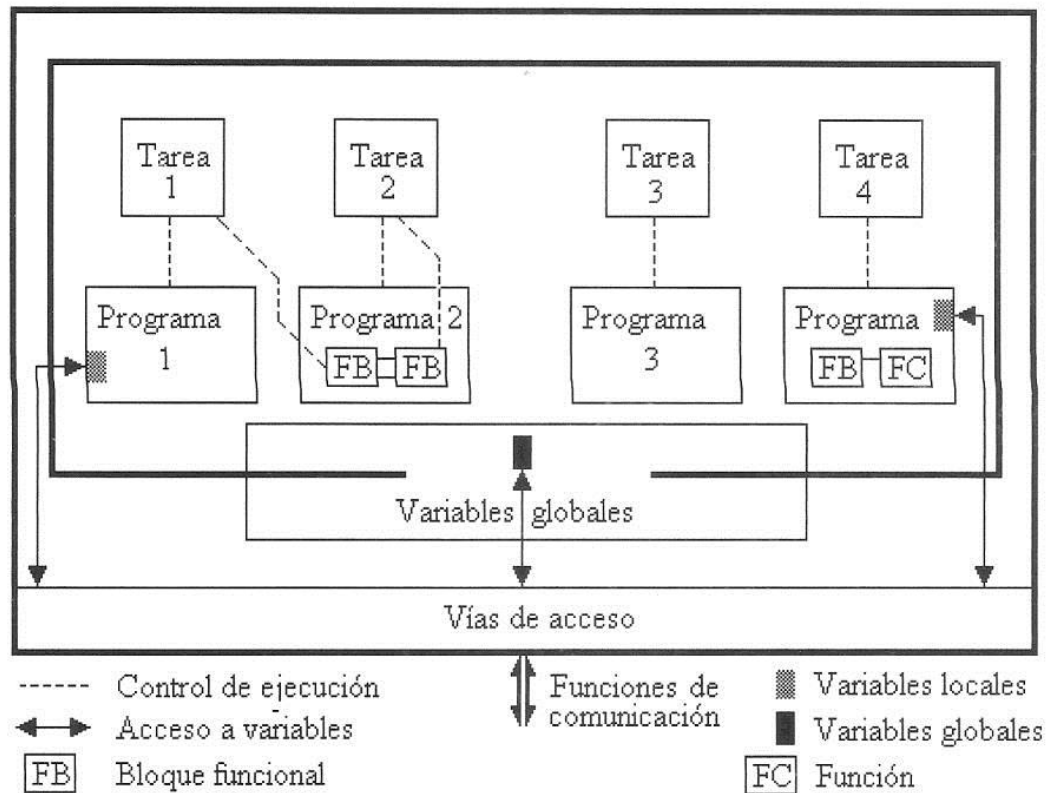 Tarea
1
Tarea
2
Tarea
3
Tarea
4
Programa
1
Programa 2
FB
FB
Programa
3
Programa
FB
FC
Variables globales
Vías de acceso
Control de ejecución
Acceso a variables
FB
Bloque funcional
Funciones de
comunicación
Variables locales
Variables globales
FC
Función